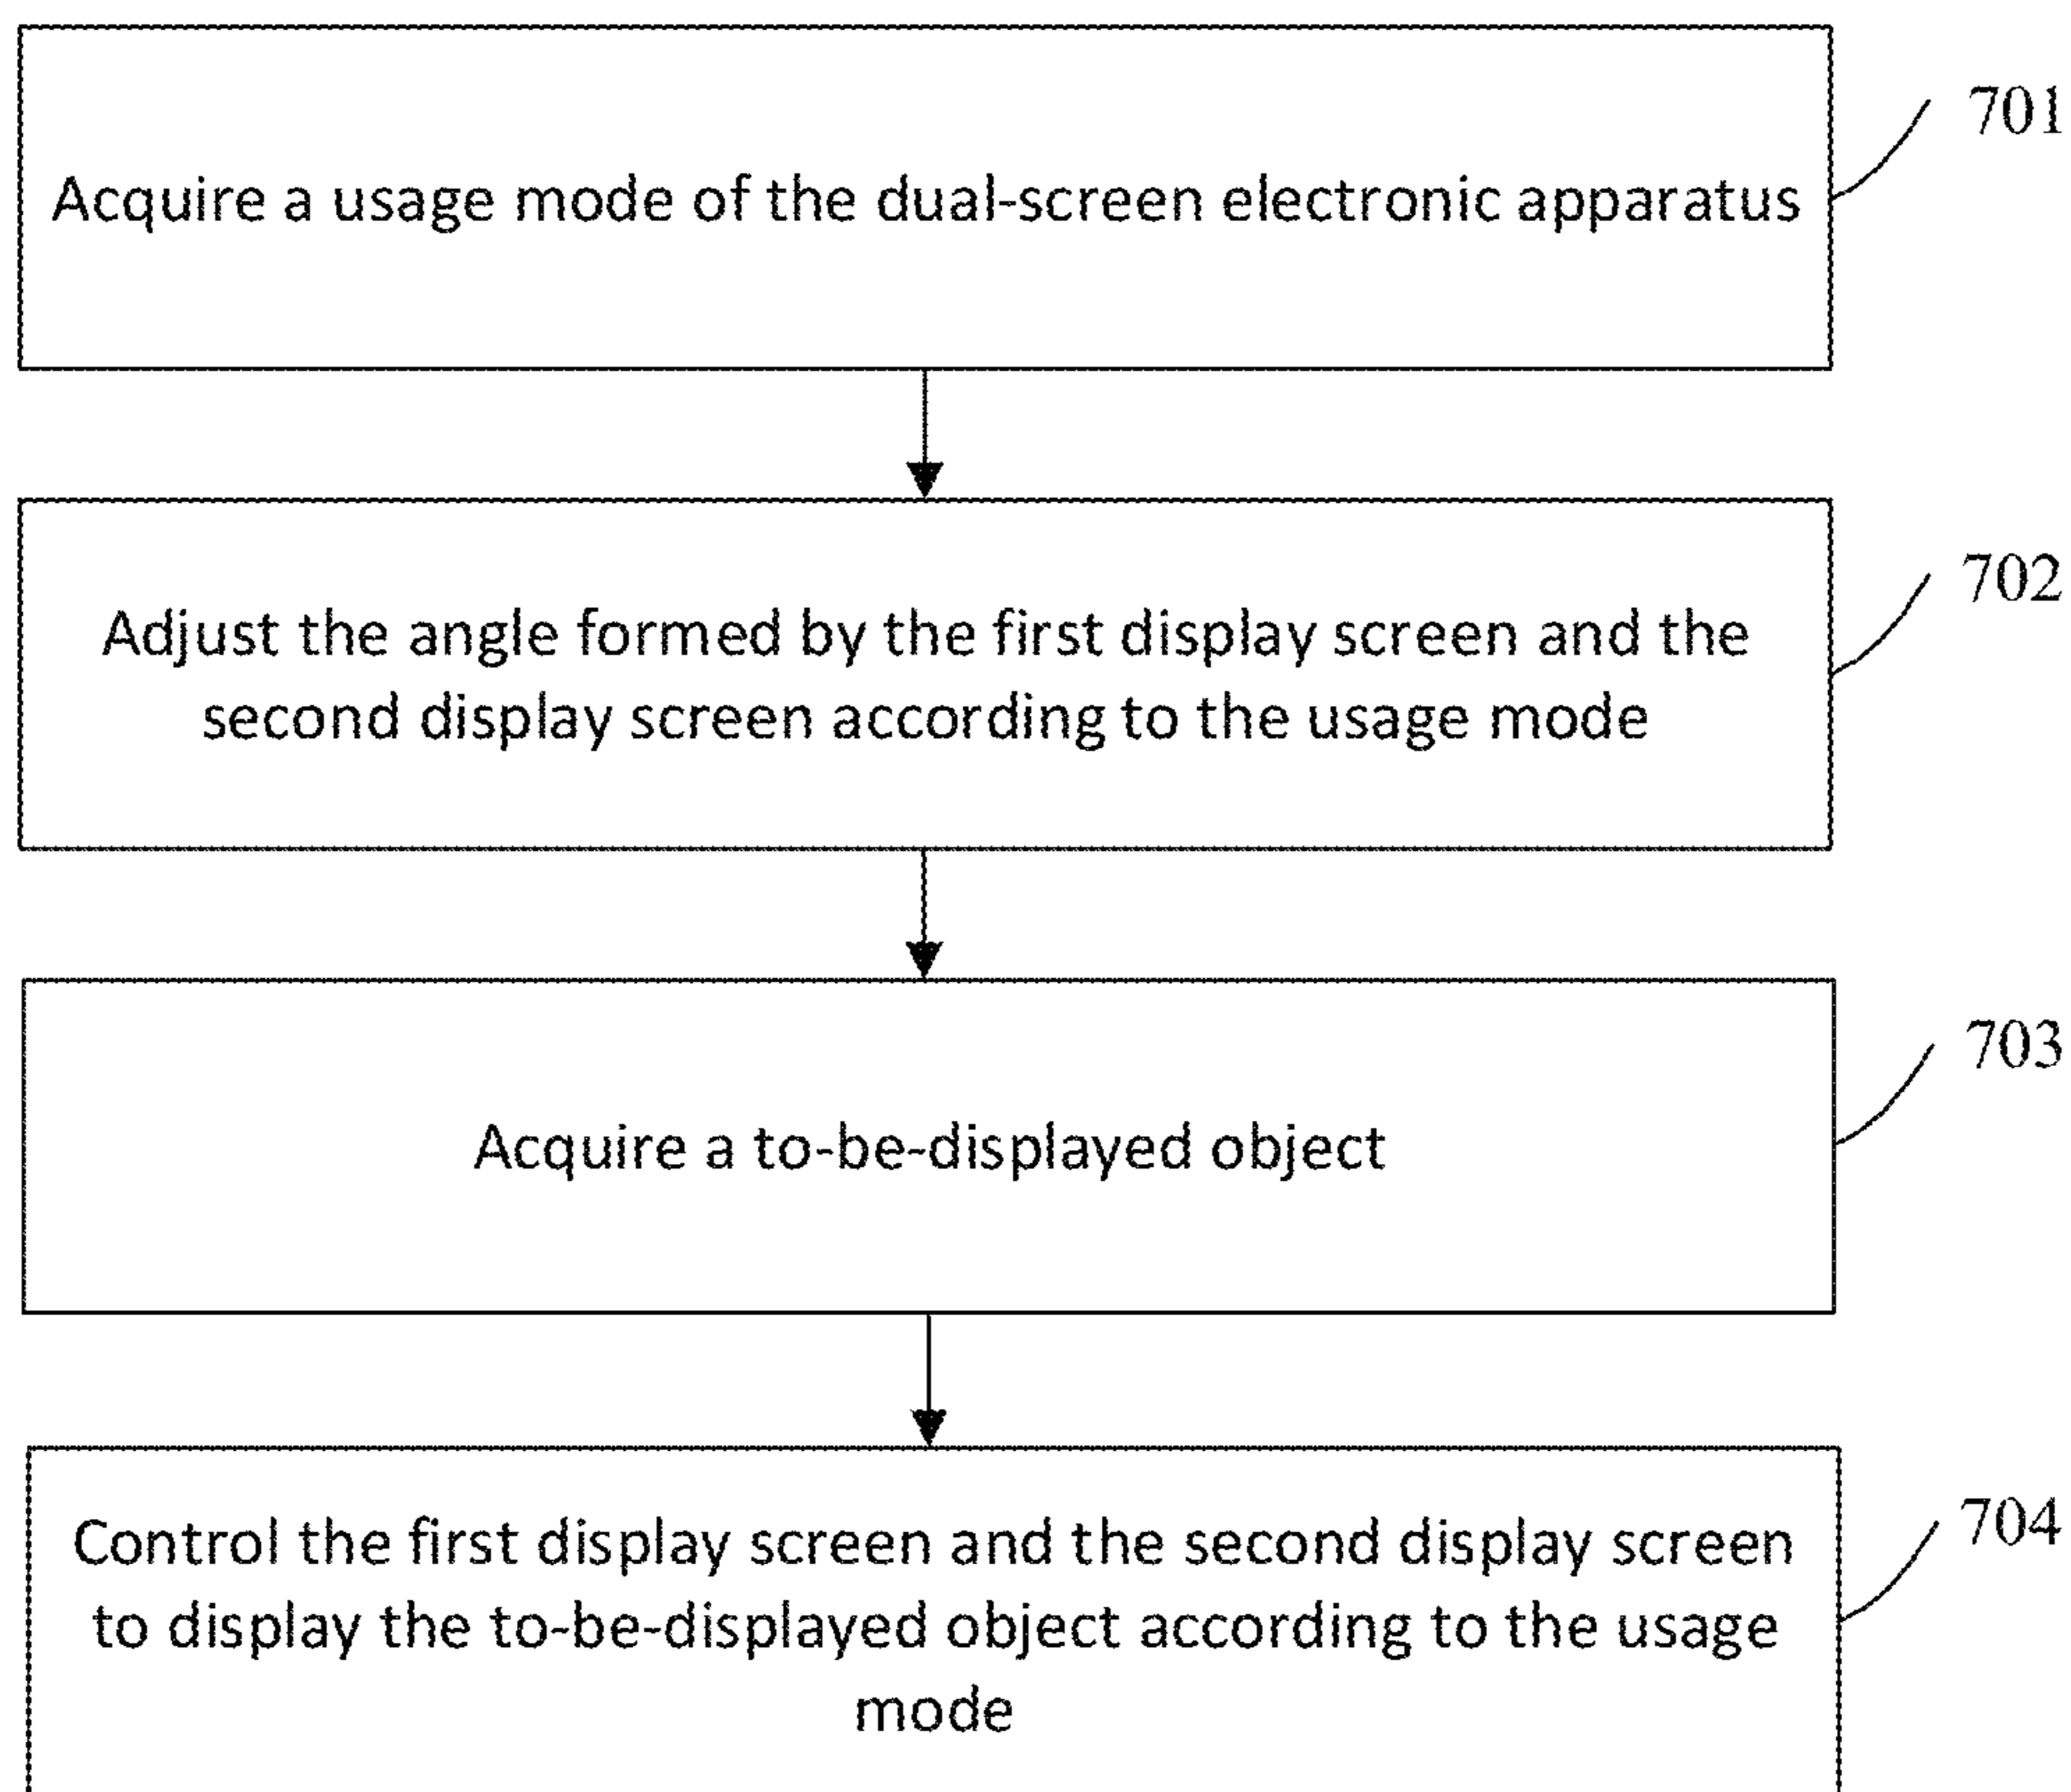 701
Acquire a usage mode of the dual-screen electronic apparatus
702
Adjust the angle formed by the first display screen and the
second display screen according to the usage mode
703
Acquire a to-be-displayed object
704
Control the first display screen and the second display screen
to display the to-be-displayed object according to the usage
mode